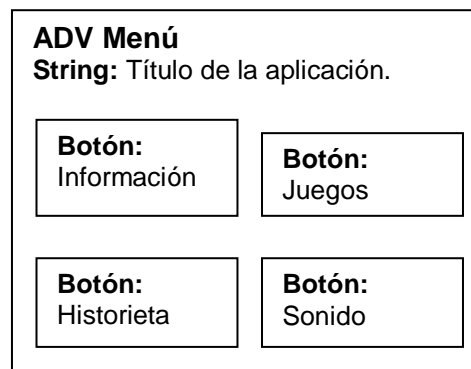 ADV Menú
String: Título de la aplicación.
Botón:
Información
Botón:
Juegos
Botón:
Historieta
Botón:
Sonido